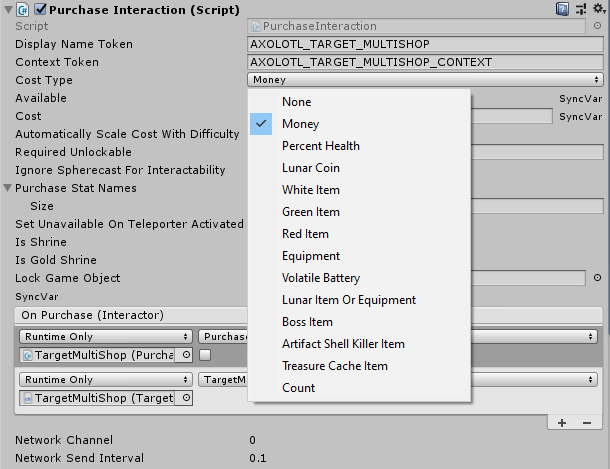 Purchase Interaction (Script)
Script PurchaseInteraction
Display Name Token AXOLOTL_TARGET_MULTISHOP
Context Token AXOLOTL_TARGET_MULTISHOP_CONTEXT
Cost Type Money
Available SyncVar
Cost SyncVar
Automatically Scale Cost With Difficulty
Required Unlockable
Ignore Spherecast For Interactability
Purchase Stat Names
Size
Set Unavailable On Teleporter Activated
Is Shrine
Is Gold Shrine
Lock Game Object
SyncVar
None
Money
Percent Health
Lunar Coin
White Item
Green Item
Red Item
Equipment
Volatile Battery
Lunar Item Or Equipment
Boss Item
Artifact Shell Killer Item
Treasure Cache Item
Count
On Purchase (Interactor)
Runtime Only Purchas
TargetMultiShop (Purcha
Runtime Only TargetM
TargetMultiShop (Target
+ −
Network Channel 0
Network Send Interval 0.1